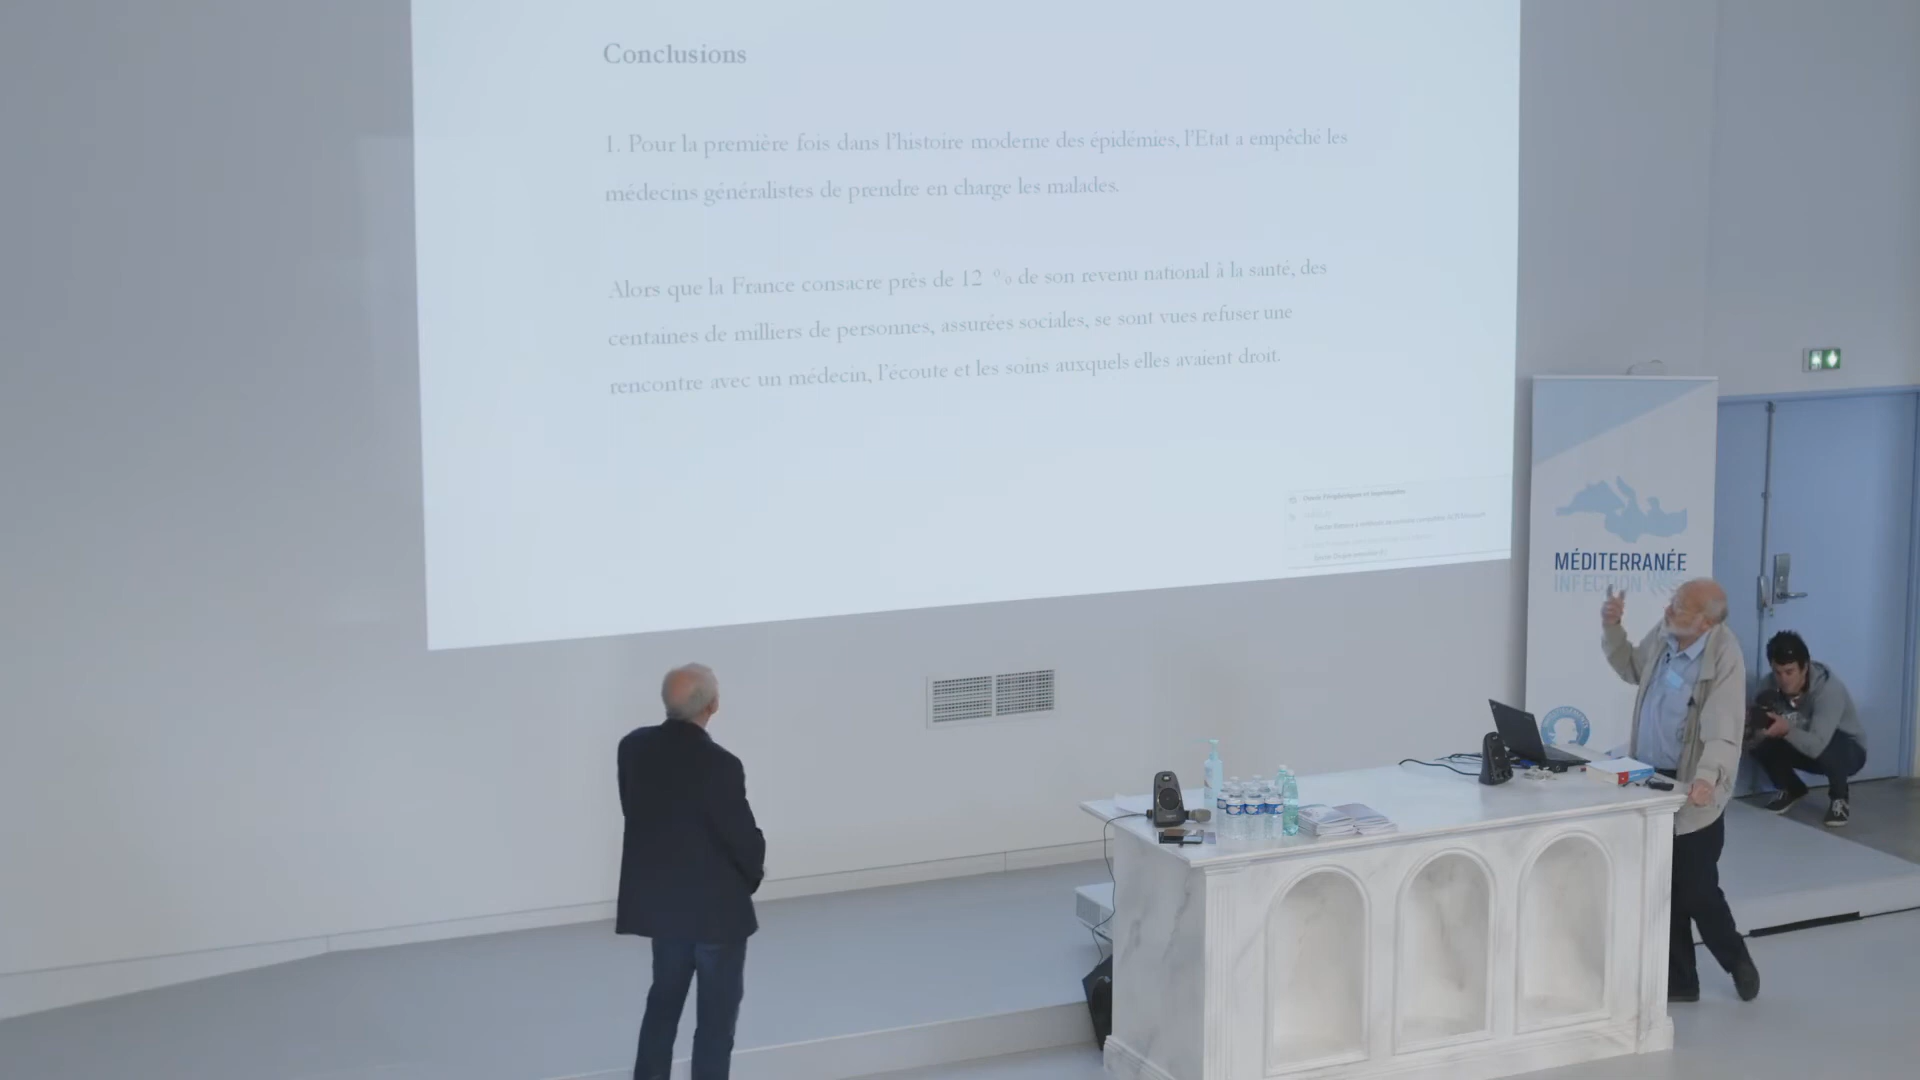 Conclusions
1. Pour la première fois dans l'histoire moderne des épidémies, l'Etat a empêché les
médecins généralistes de prendre en charge les malades.
Alors que la France consacre près de 12 % de son revenu national à la santé, des
centaines de milliers de personnes, assurées sociales, se sont vues refuser une
rencontre avec un médecin, l'écoute et les soins auxquels elles avaient droit.
MÉDITERRANÉE
INFECTION